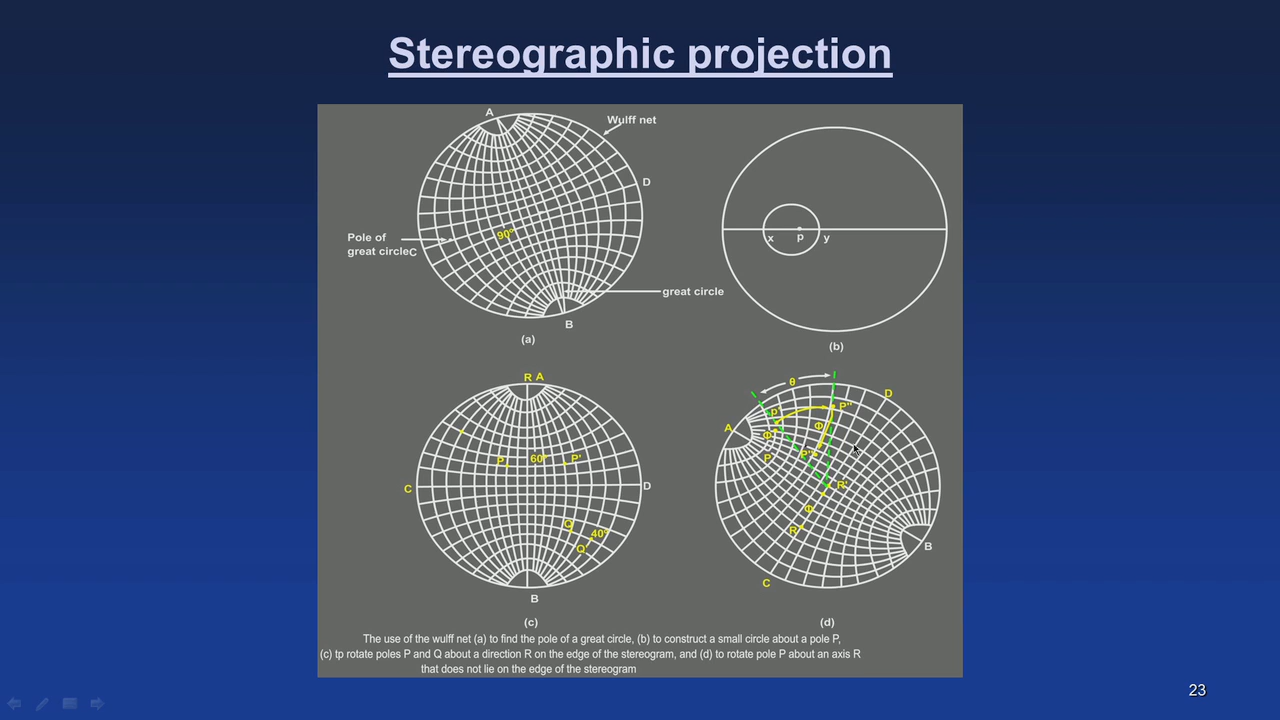 Stereographic projection
A
Wulff net
D
90°
Pole of
great circleC
great circle
B
(a)
x
p
y
(b)
R A
P
60°
P'
C
D
Q
40°
Q'
B
(c)
θ
D
P
P''
A
Φ
Φ
P
P''
R'
Φ
R
B
C
(d)
The use of the wulff net (a) to find the pole of a great circle, (b) to construct a small circle about a pole P,
(c) tp rotate poles P and Q about a direction R on the edge of the stereogram, and (d) to rotate pole P about an axis R
that does not lie on the edge of the stereogram
23